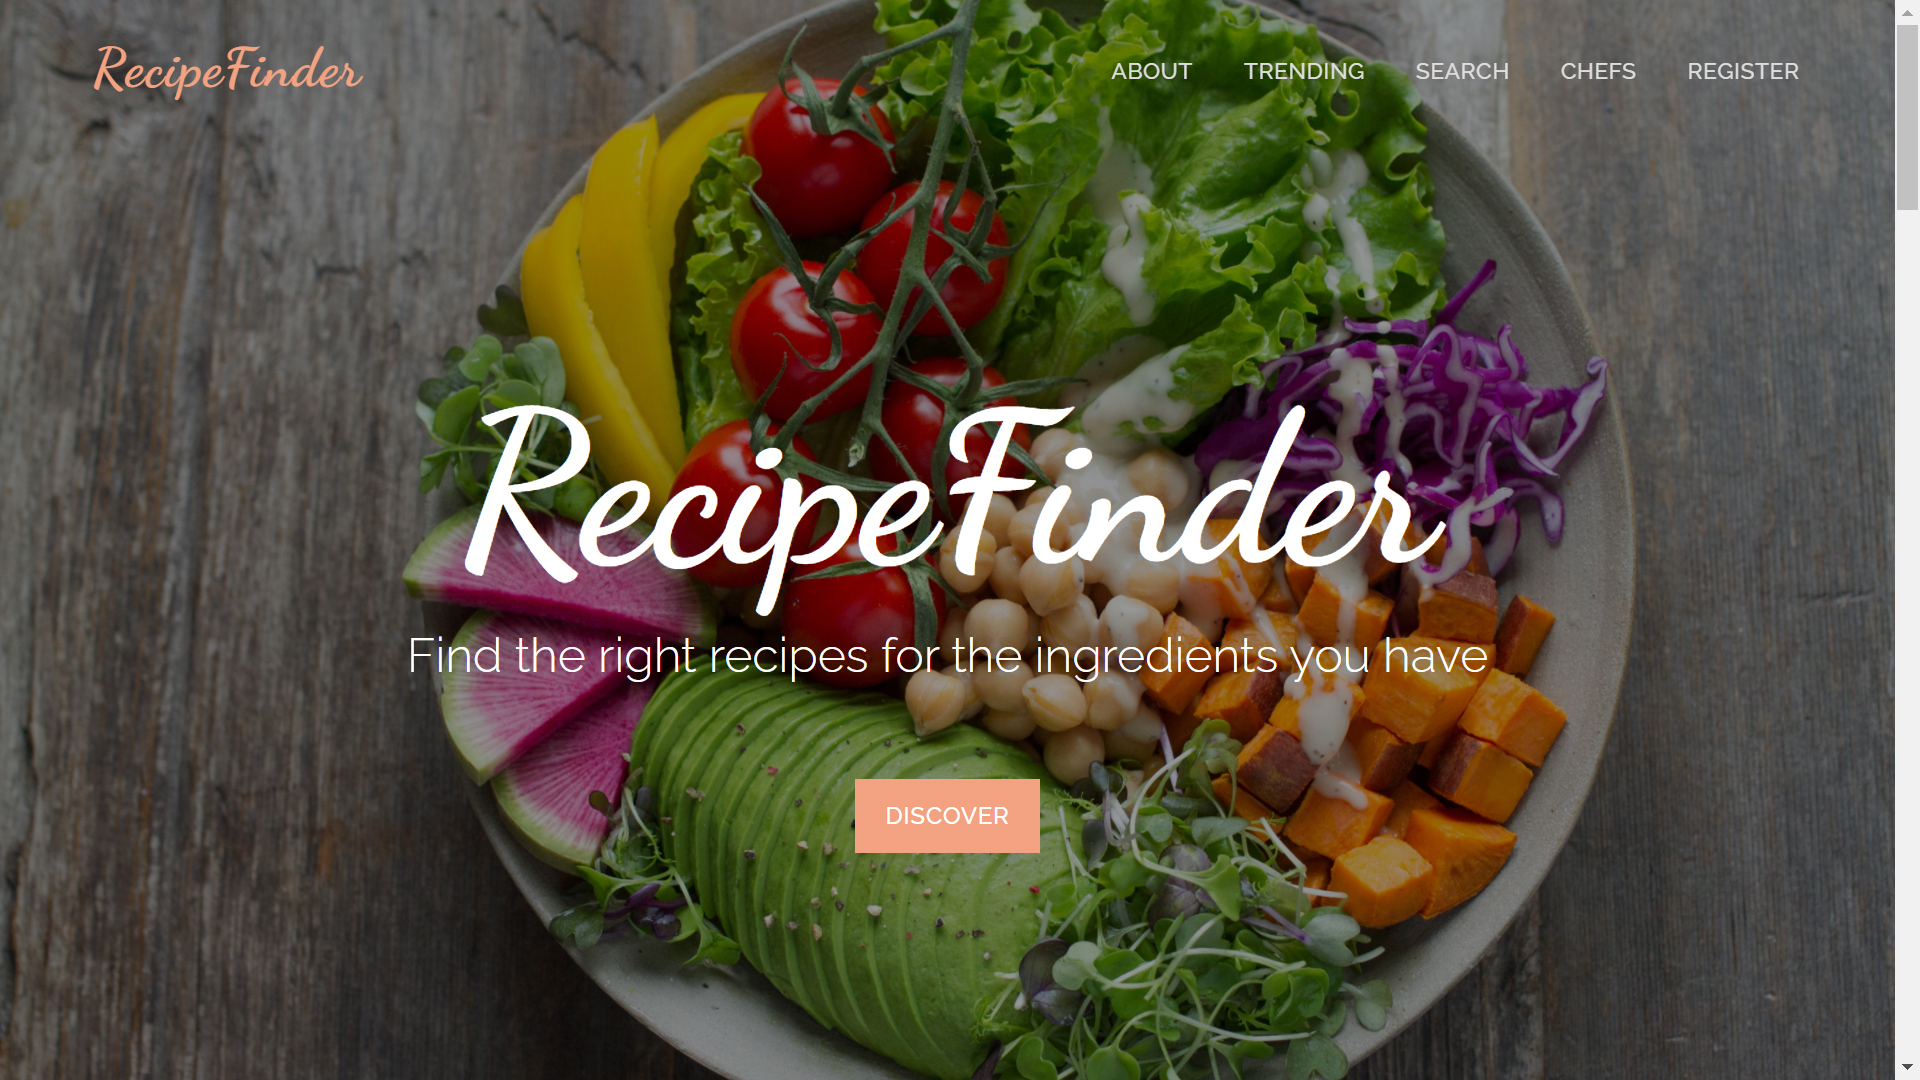 RecipeFinder
ABOUT TRENDING SEARCH CHEFS REGISTER
RecipeFinder
Find the right recipes for the ingredients you have
DISCOVER